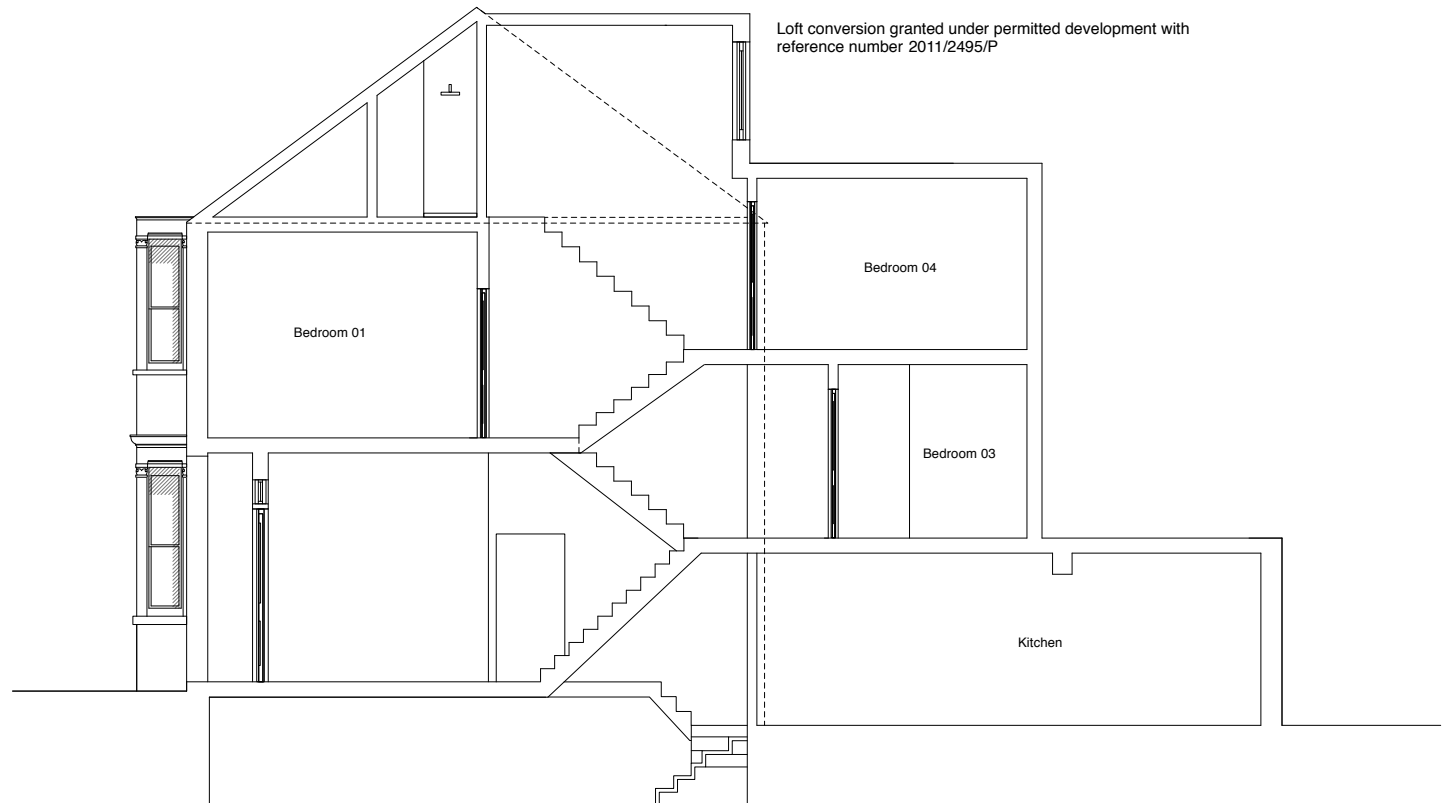 Loft conversion granted under permitted development with
reference number 2011/2495/P
Bedroom 04
Bedroom 01
Bedroom 03
Kitchen